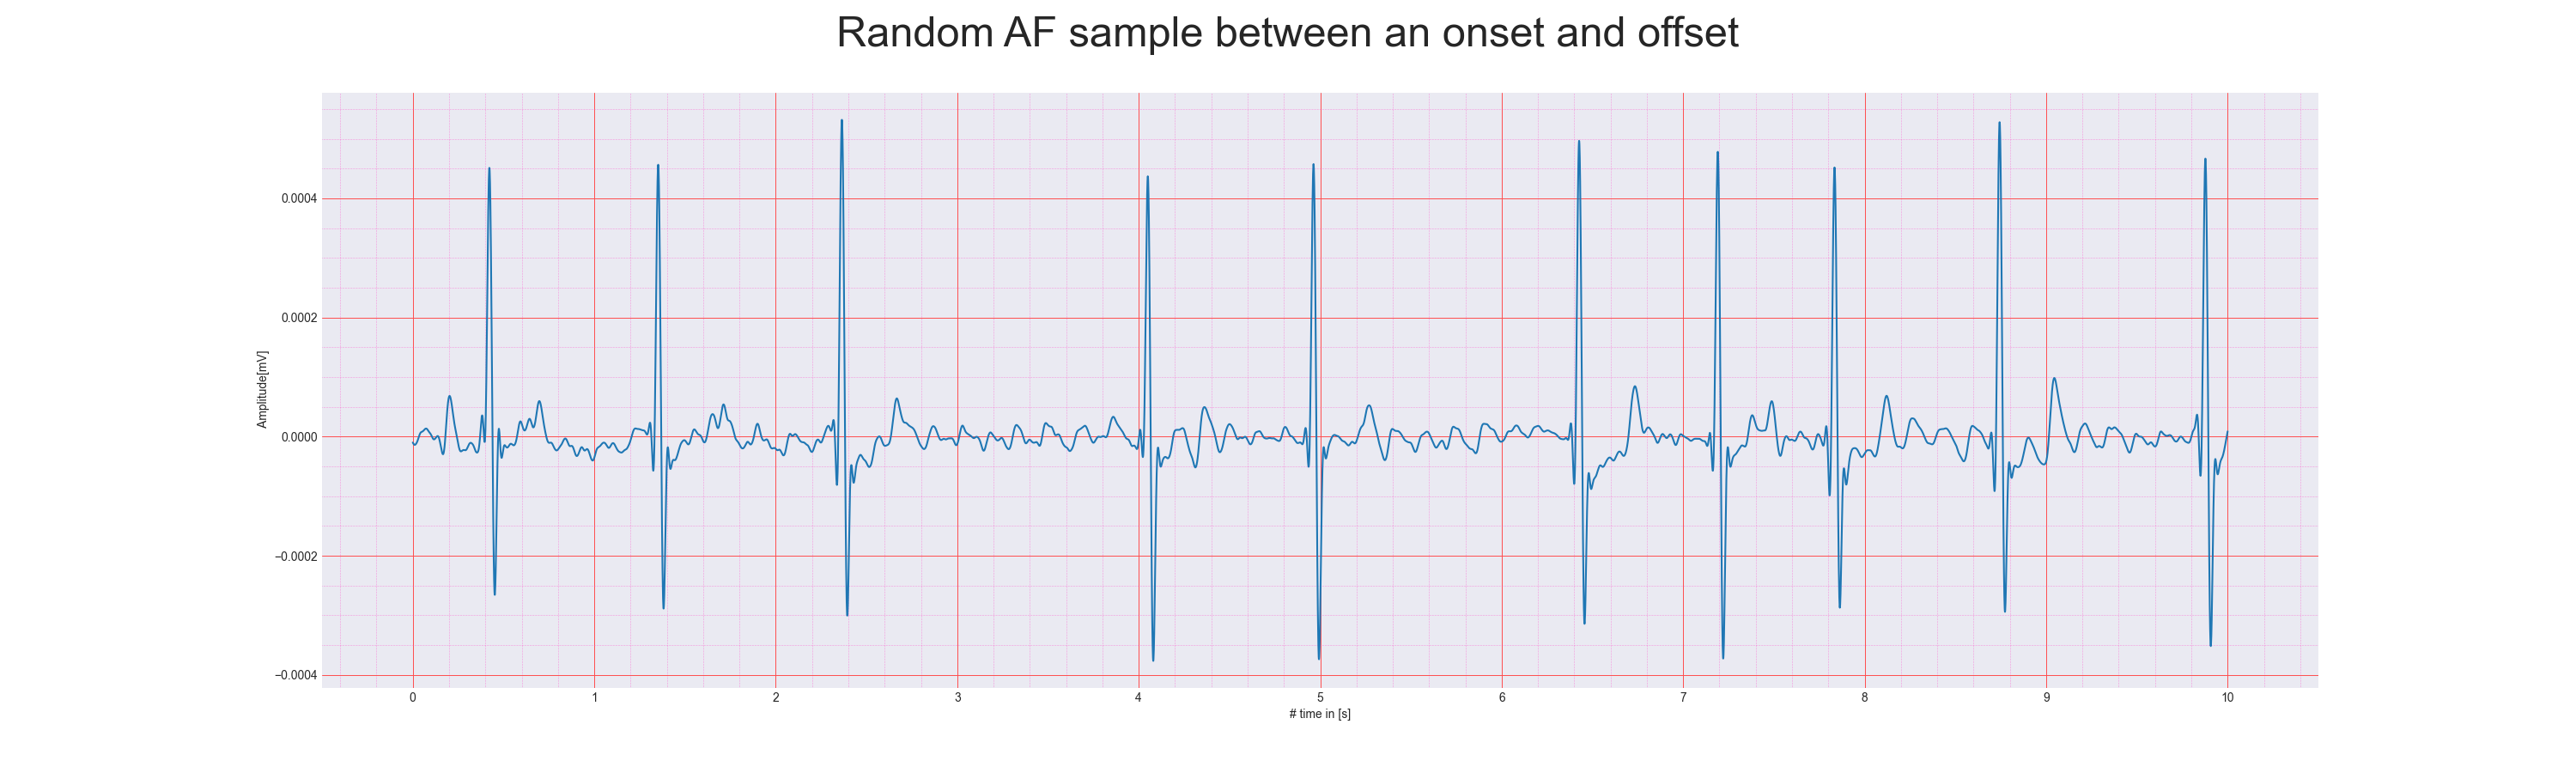 Random AF sample between an onset and offset
Amplitude[mV]
0.0004
0.0002
0.0000
−0.0002
−0.0004
0 1 2 3 4 5 6 7 8 9 10
# time in [s]